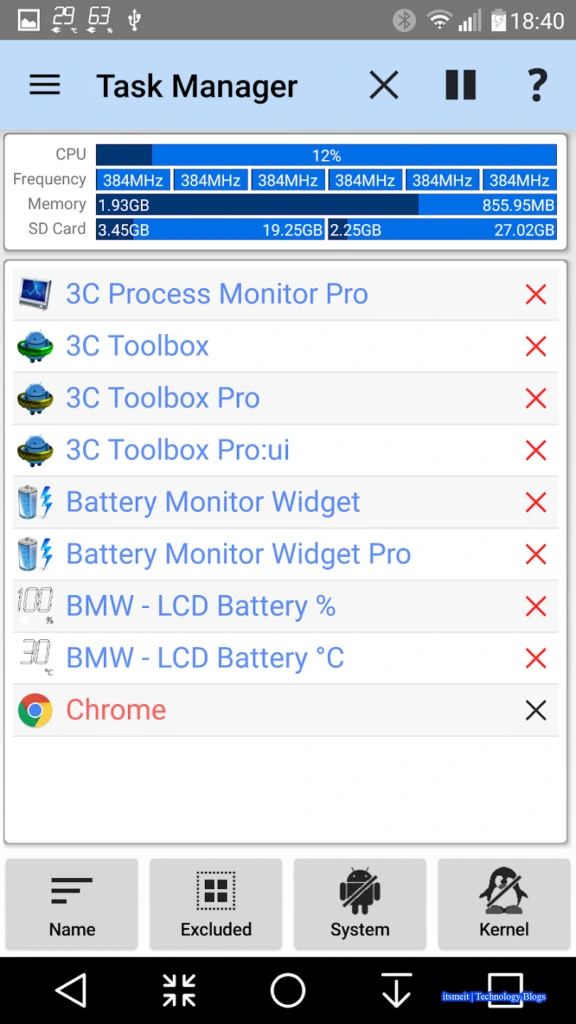 29 °C 63 % 18:40
Task Manager ?
CPU 12%
Frequency 384MHz 384MHz 384MHz 384MHz 384MHz 384MHz
Memory 1.93GB 855.95MB
SD Card 3.45GB 19.25GB 2.25GB 27.02GB
3C Process Monitor Pro
3C Toolbox
3C Toolbox Pro
3C Toolbox Pro:ui
Battery Monitor Widget
Battery Monitor Widget Pro
100 % BMW - LCD Battery %
30 °C BMW - LCD Battery °C
Chrome
Name Excluded System Kernel
itsmeit | Technology Blogs